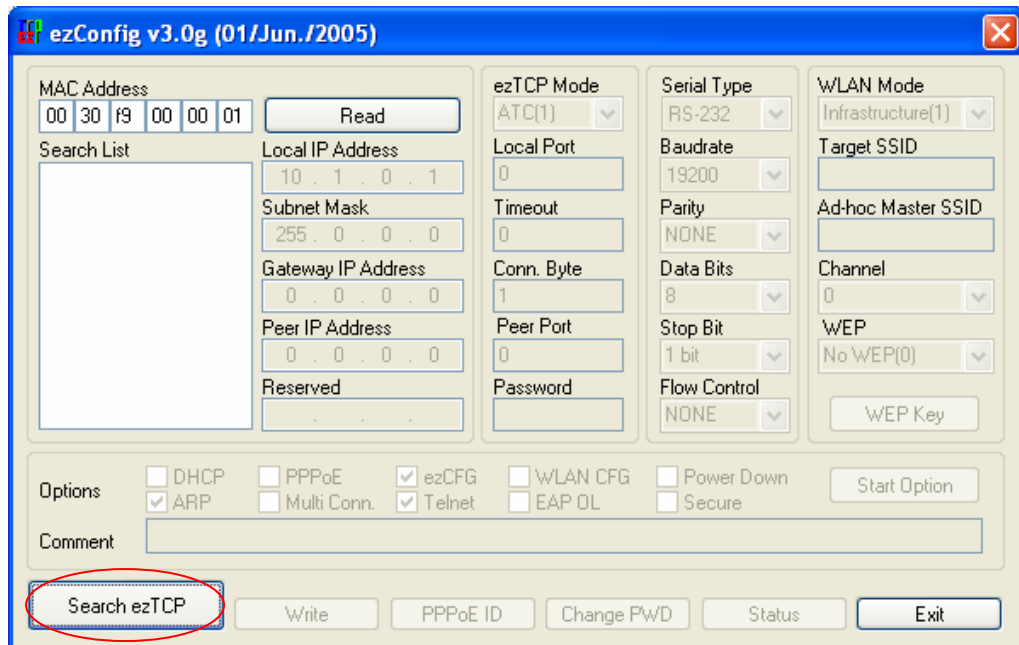 ezConfig v3.0g (01/Jun./2005)
MAC Address
00 30 f9 00 00 01
Read
Search List
Local IP Address
10 . 1 . 0 . 1
Subnet Mask
255 . 0 . 0 . 0
Gateway IP Address
0 . 0 . 0 . 0
Peer IP Address
0 . 0 . 0 . 0
Reserved
. . .
ezTCP Mode
ATC(1)
Local Port
0
Timeout
0
Conn. Byte
1
Peer Port
0
Password
Serial Type
RS-232
Baudrate
19200
Parity
NONE
Data Bits
8
Stop Bit
1 bit
Flow Control
NONE
WLAN Mode
Infrastructure(1)
Target SSID
Ad-hoc Master SSID
Channel
0
WEP
No WEP(0)
WEP Key
Options
DHCP PPPoE ezCFG WLAN CFG Power Down
ARP Multi Conn. Telnet EAP OL Secure
Start Option
Comment
Search ezTCP Write PPPoE ID Change PWD Status Exit